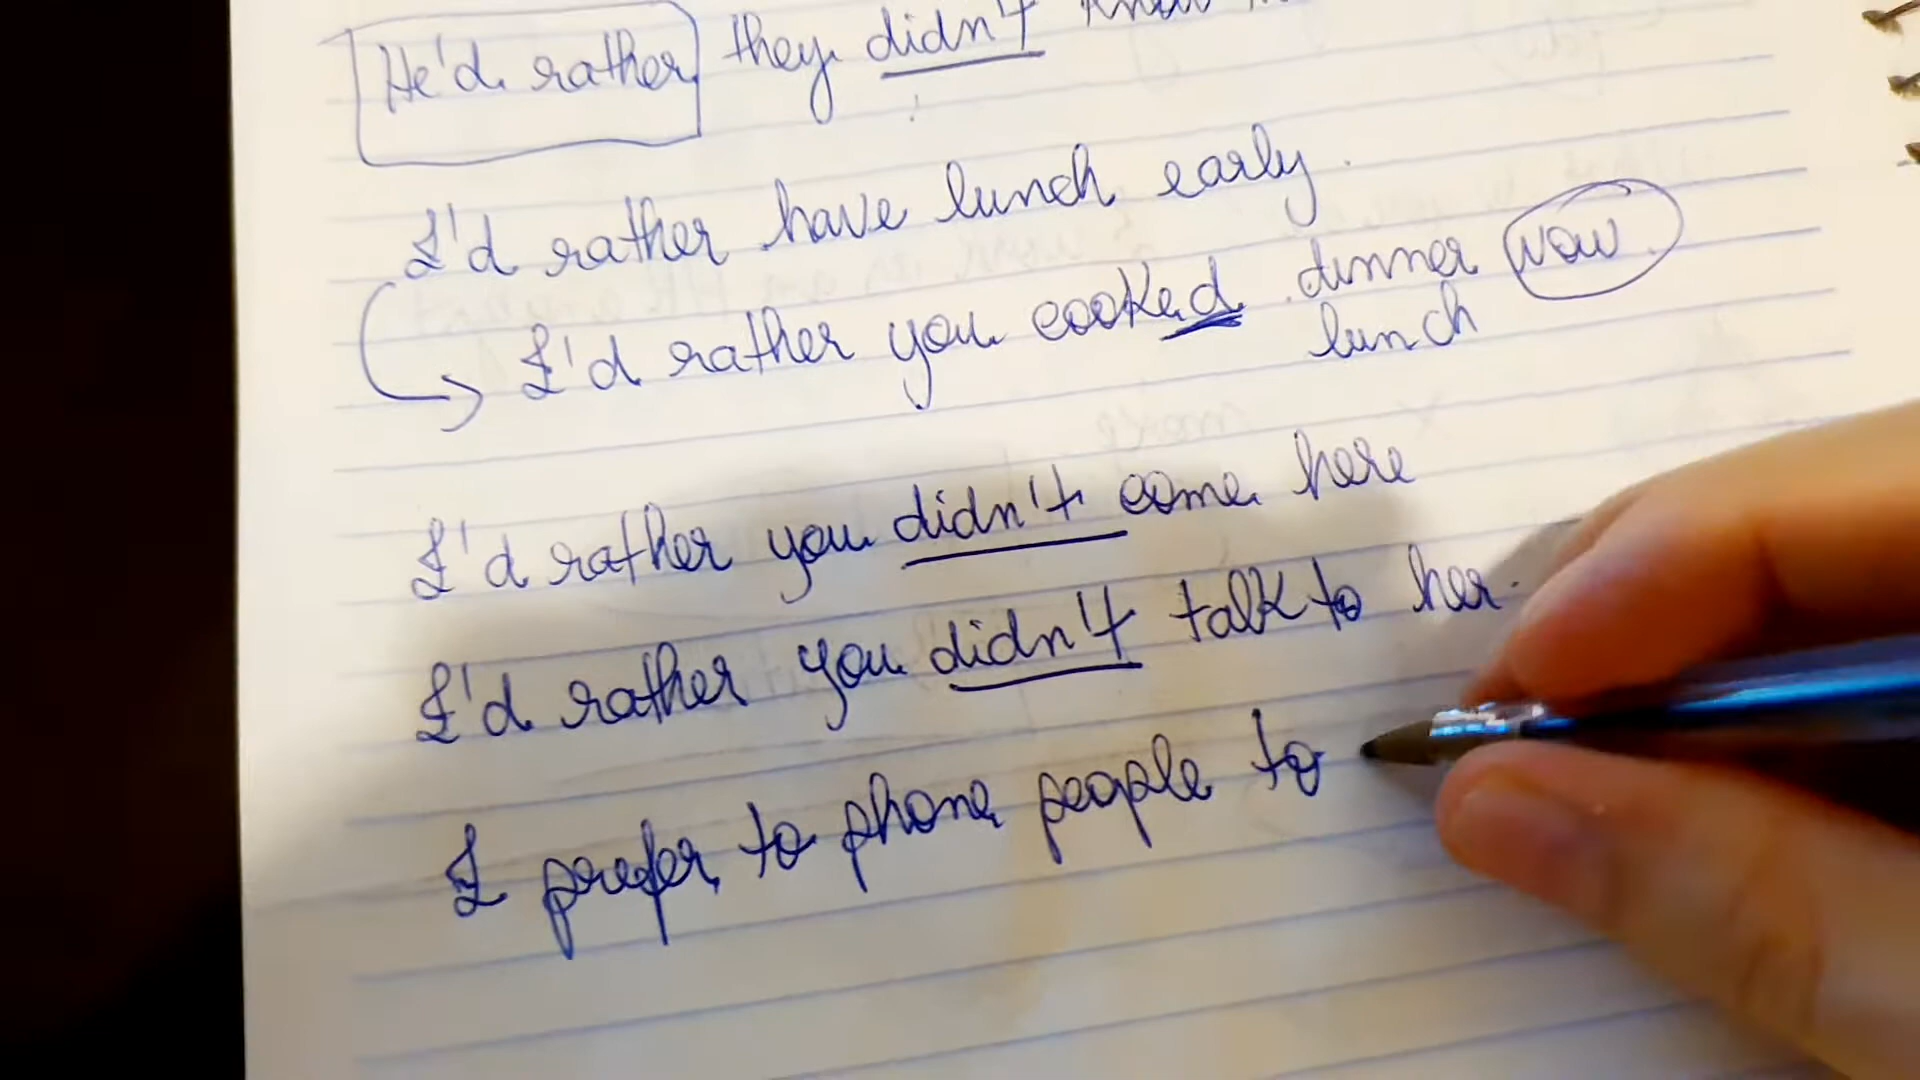 He'd rather they didn't know
I'd rather have lunch early.
I'd rather you cooked dinner now.
lunch
I'd rather you didn't come here
I'd rather you didn't talk to her.
I prefer to phone people to